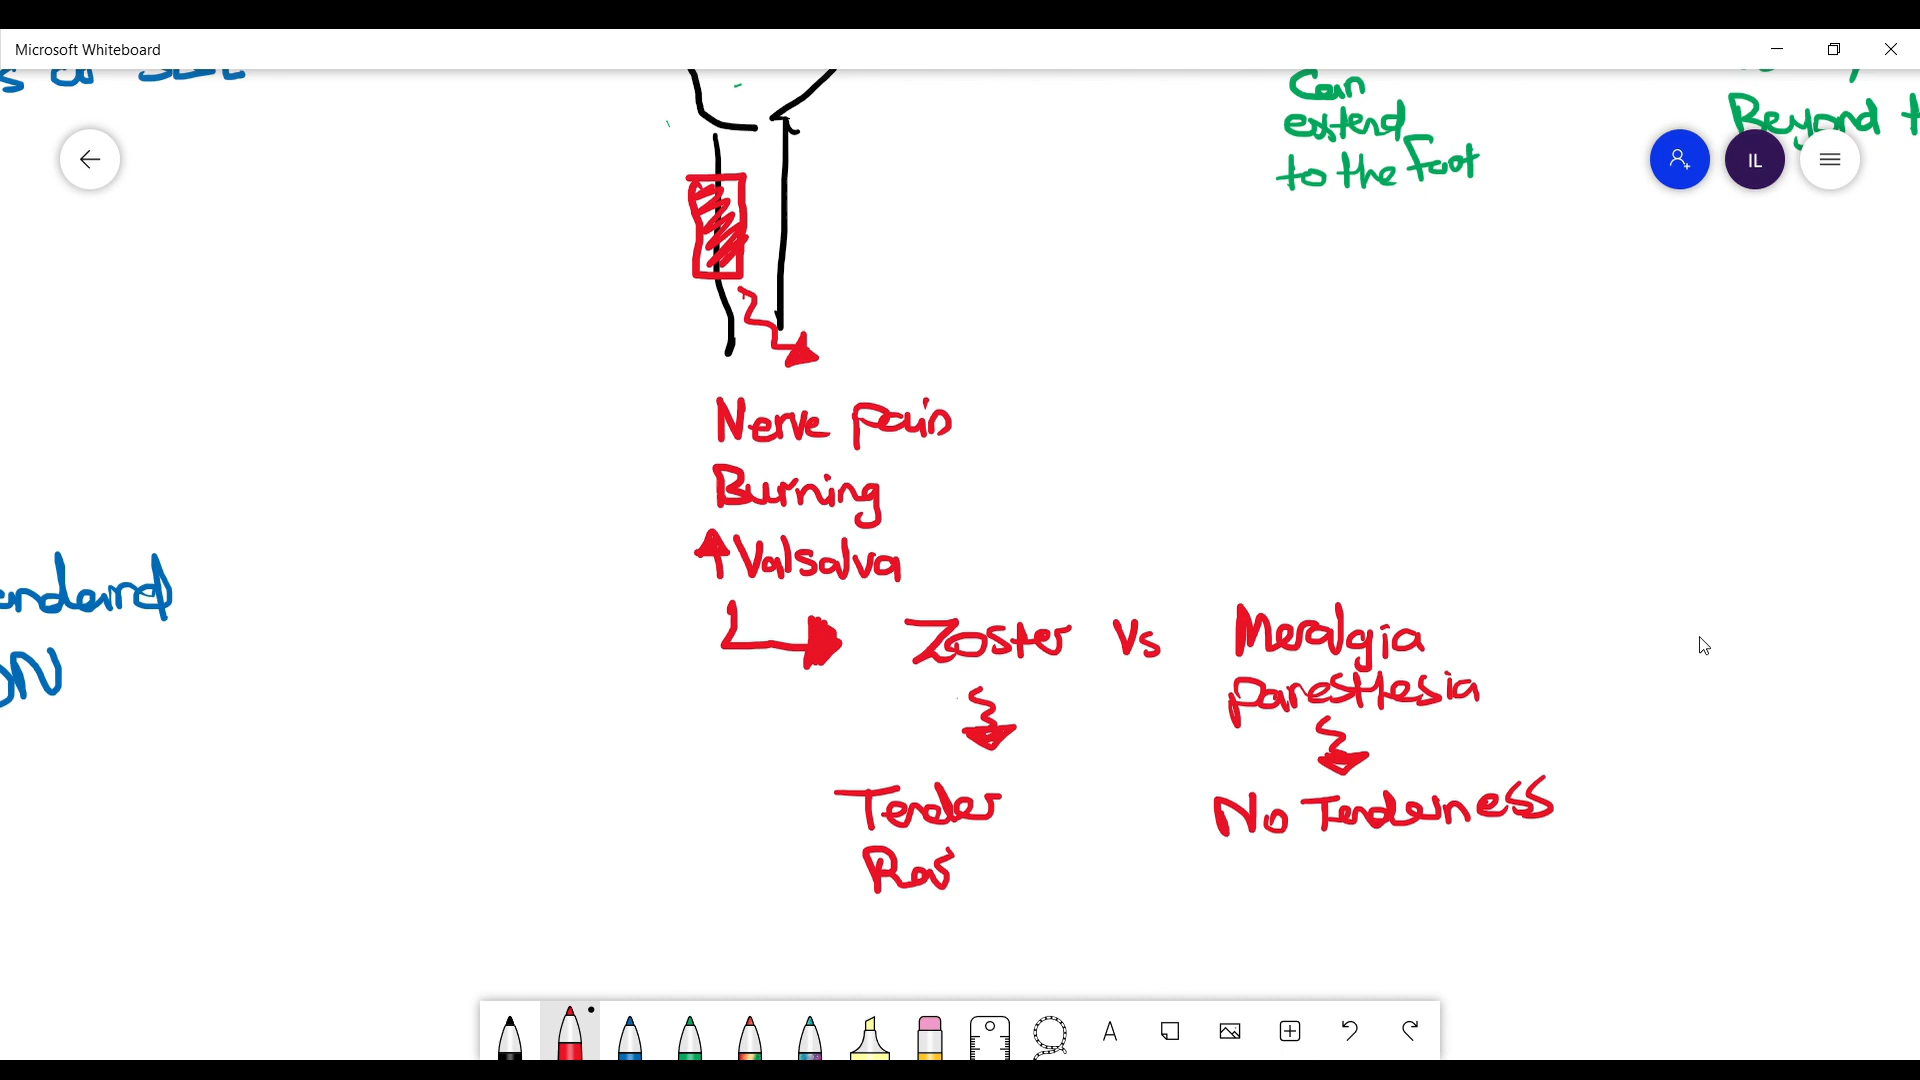 Microsoft Whiteboard
Can
extend
to the Foot
Beyond
IL
Nerve pain
Burning
Valsalva
Zoster Vs Meralgia
paresthesia
Tender
No Tenderness
A